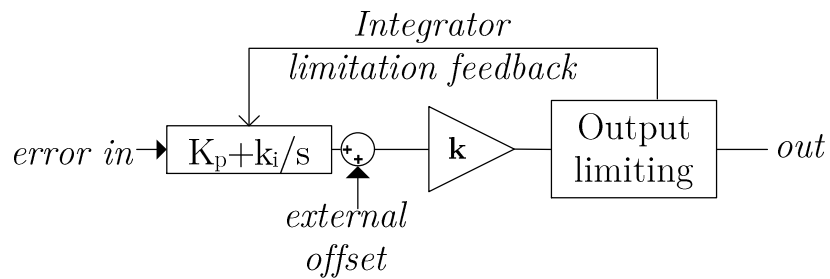 Integrator
limitation feedback
error in
Kₚ+kᵢ/s
+
+
k
Output
limiting
out
external
offset